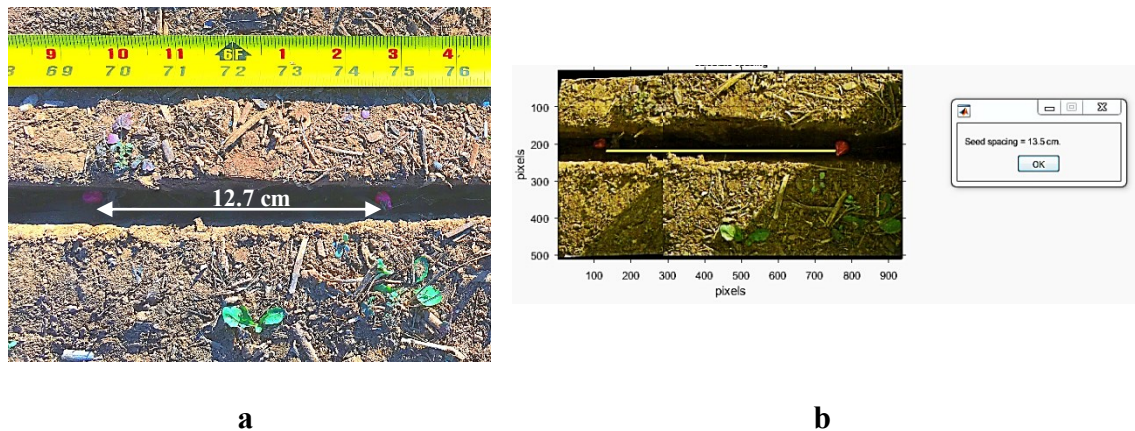 9 10 11 6F 1 2 3 4
8 69 70 71 72 73 74 75 76
12.7 cm
100
200
300
400
500
pixels
100 200 300 400 500 600 700 800 900
pixels
Seed spacing = 13.5 cm.
OK
a
b